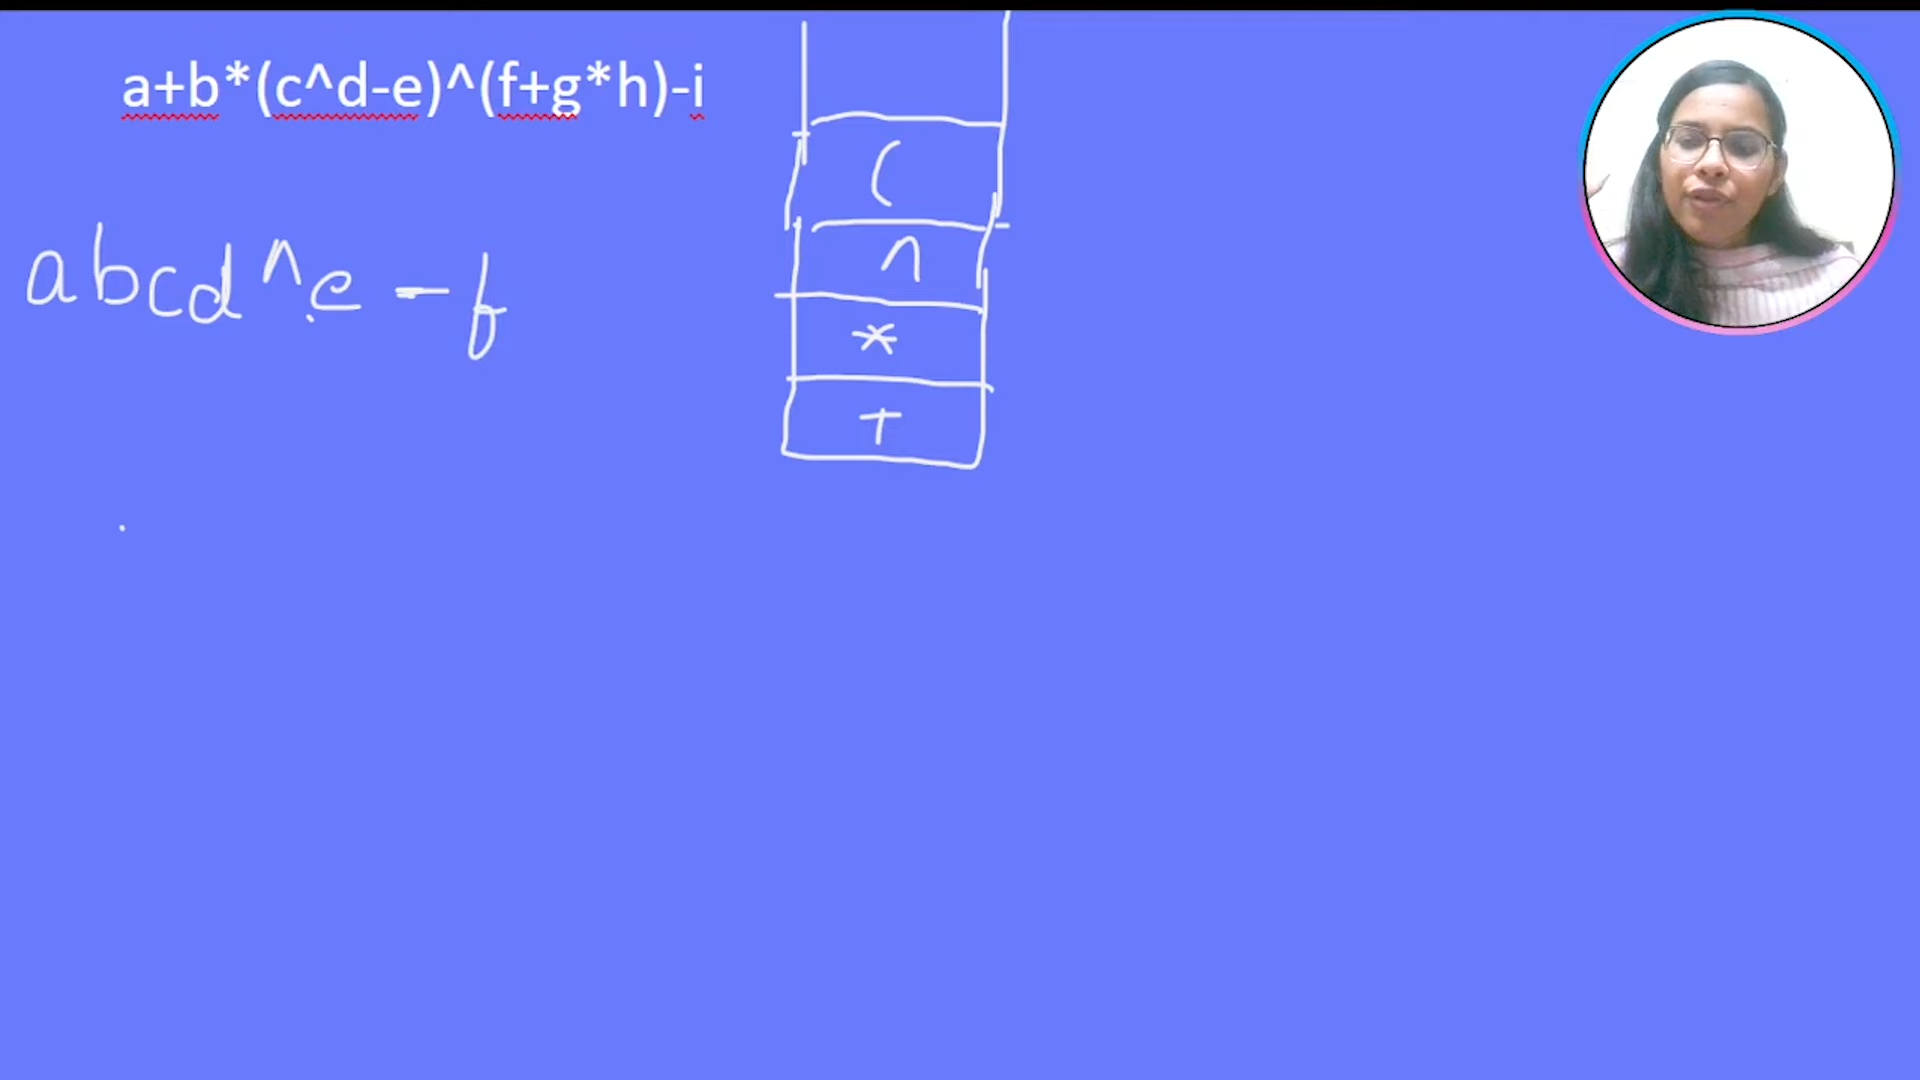 a+b*(c^d-e)^(f+g*h)-i
abcd^e-f
(
^
*
+